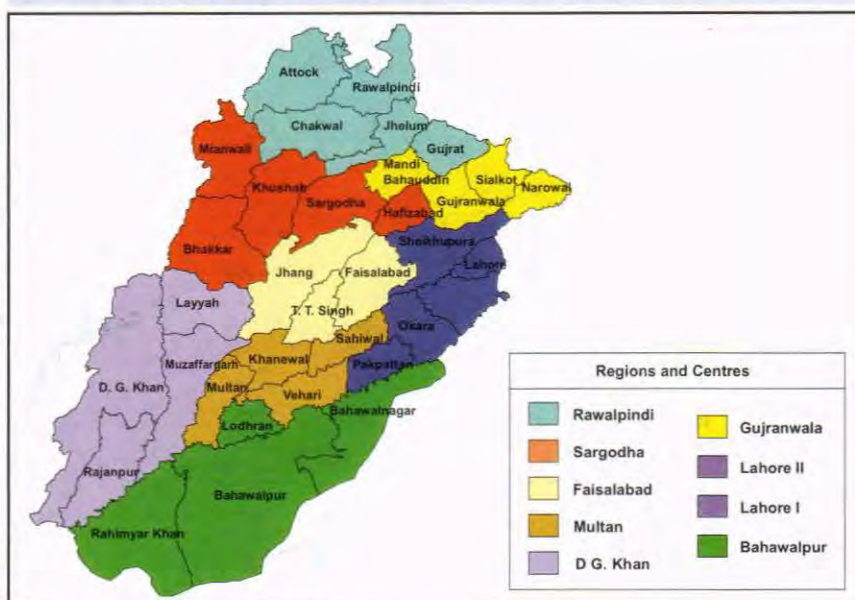 Attock
Rawalpindi
Chakwal
Jhelum
Gujrat
Mianwali
Mandi
Bahauddin
Sialkot
Narowal
Khushab
Sargodha
Gujranwala
Hafizabad
Bhakkar
Sheikhupura
Lahore
Jhang
Faisalabad
Layyah
T. T. Singh
Okara
Sahiwal
Muzaffargarh
Khanewal
Pakpattan
D. G. Khan
Multan
Vehari
Bahawalnagar
Lodhran
Rajanpur
Bahawalpur
Rahimyar Khan
Regions and Centres
Rawalpindi
Sargodha
Faisalabad
Multan
D G. Khan
Gujranwala
Lahore II
Lahore I
Bahawalpur